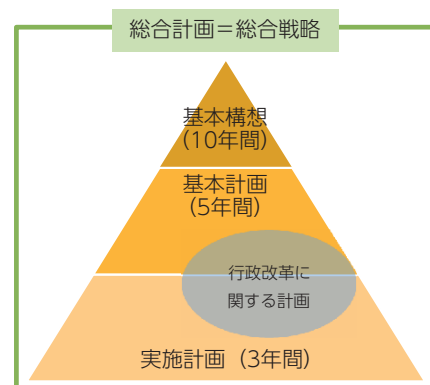 総合計画＝総合戦略
基本構想
(10年間)
基本計画
(5年間)
行政改革に
関する計画
実施計画（3年間）